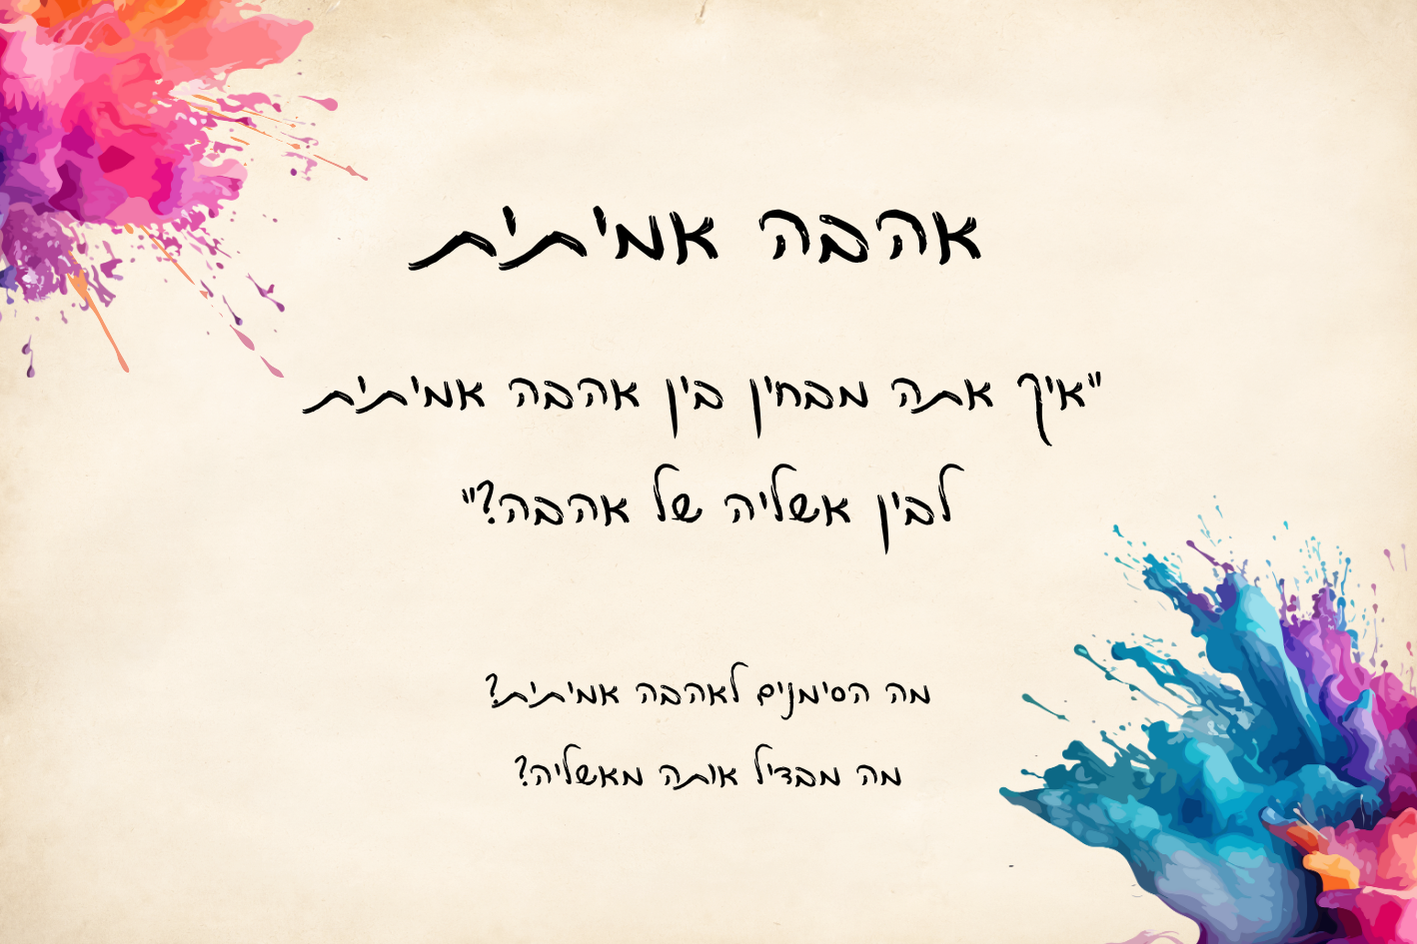 אהבה אמיתית
"איך אתה מבחין בין אהבה אמיתית
לבין אשליה של אהבה?"
מה הסימנים לאהבה אמיתית?
מה מבדיל אותה מאשליה?